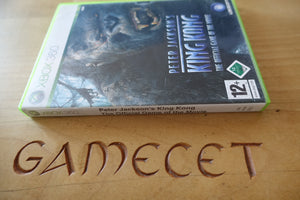 PETER JACKSON'S
KING KONG
THE OFFICIAL GAME OF THE MOVIE
XBOX 360
12+
XBOX360
Peter Jackson's King Kong
The Official Game of the Movie
GAMECET